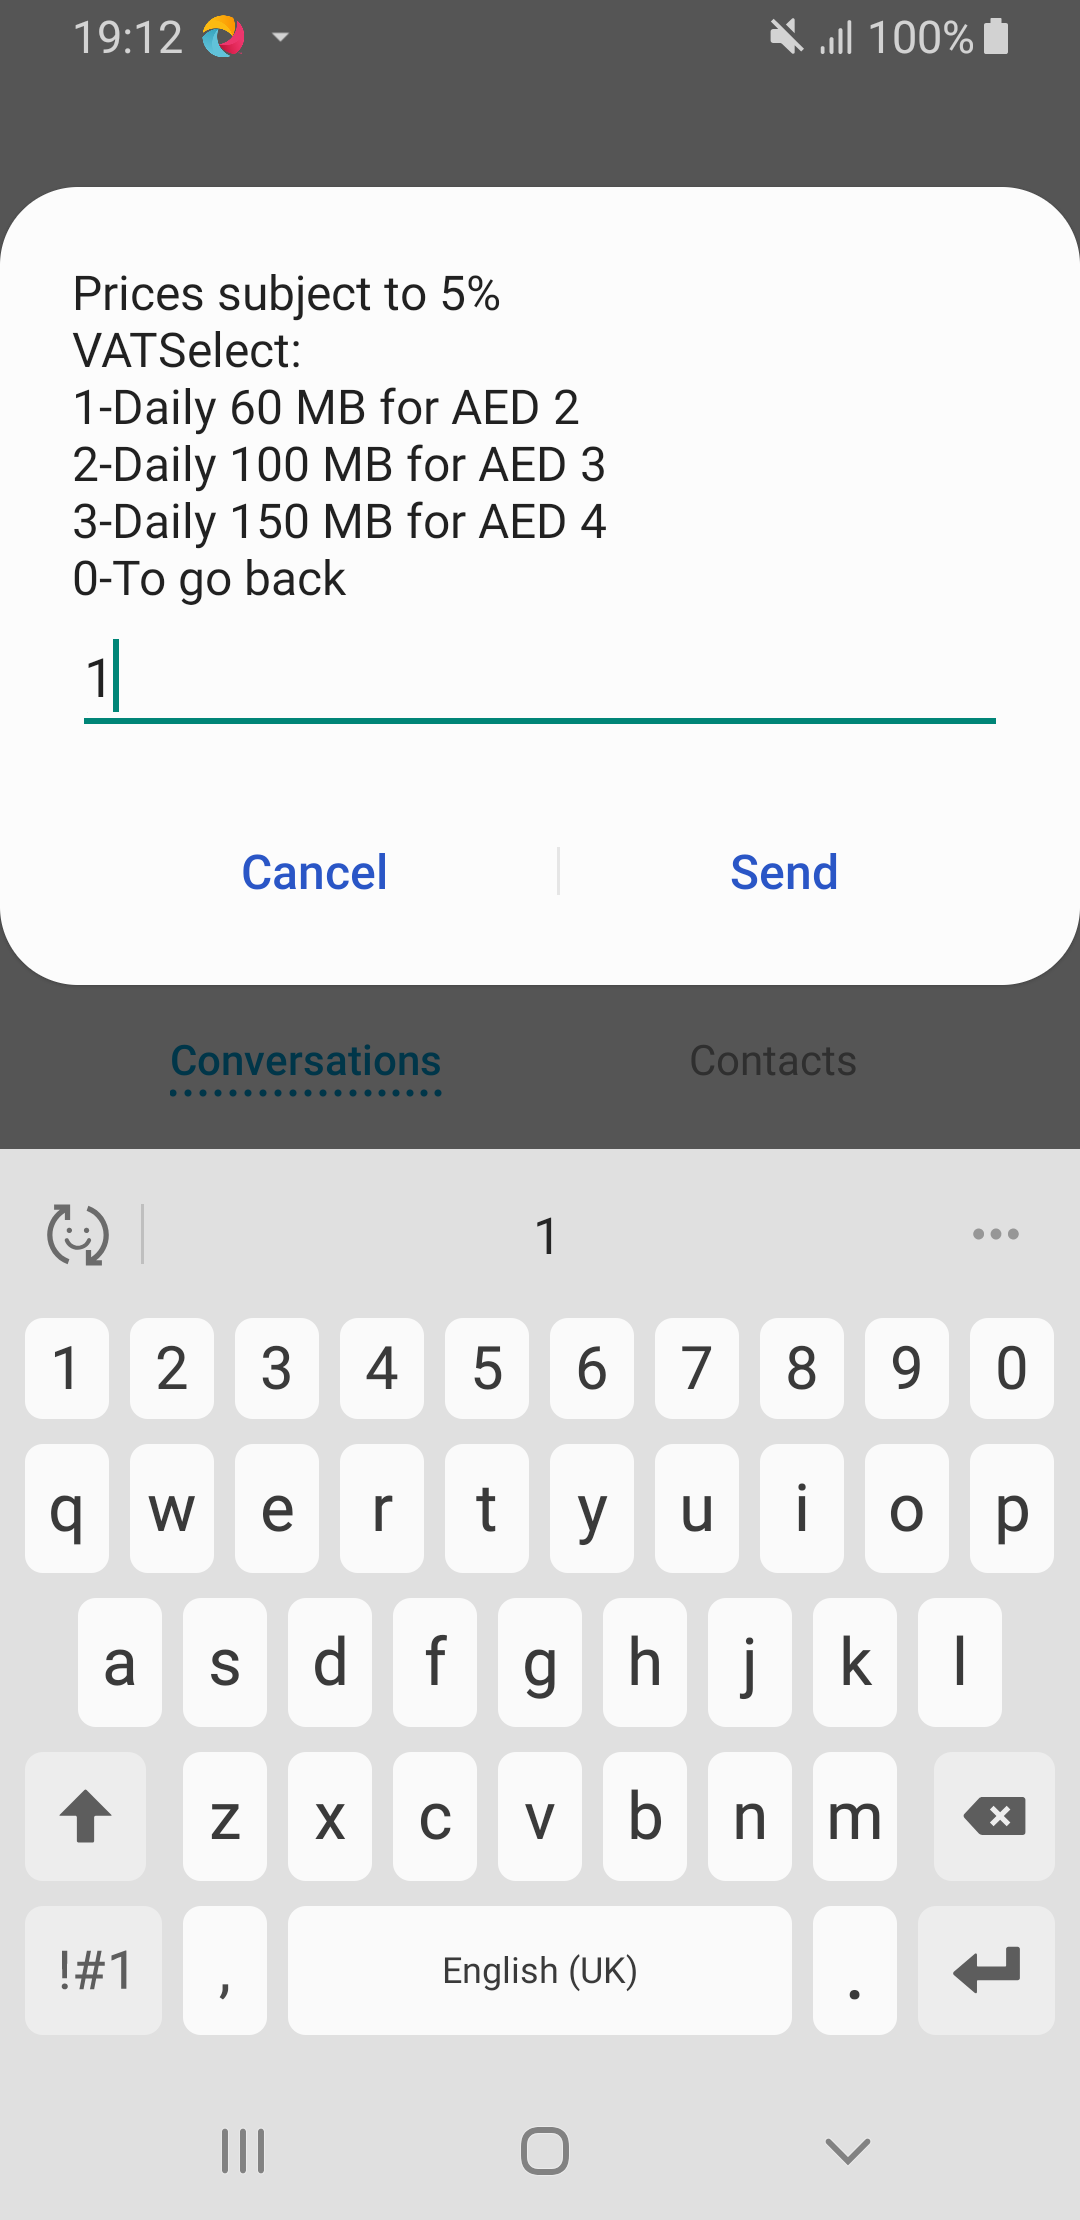 19:12 100%
Prices subject to 5%
VATSelect:
1-Daily 60 MB for AED 2
2-Daily 100 MB for AED 3
3-Daily 150 MB for AED 4
0-To go back
1
Cancel Send
Conversations Contacts
1
1 2 3 4 5 6 7 8 9 0
q w e r t y u i o p
a s d f g h j k l
z x c v b n m
!#1 , English (UK) .